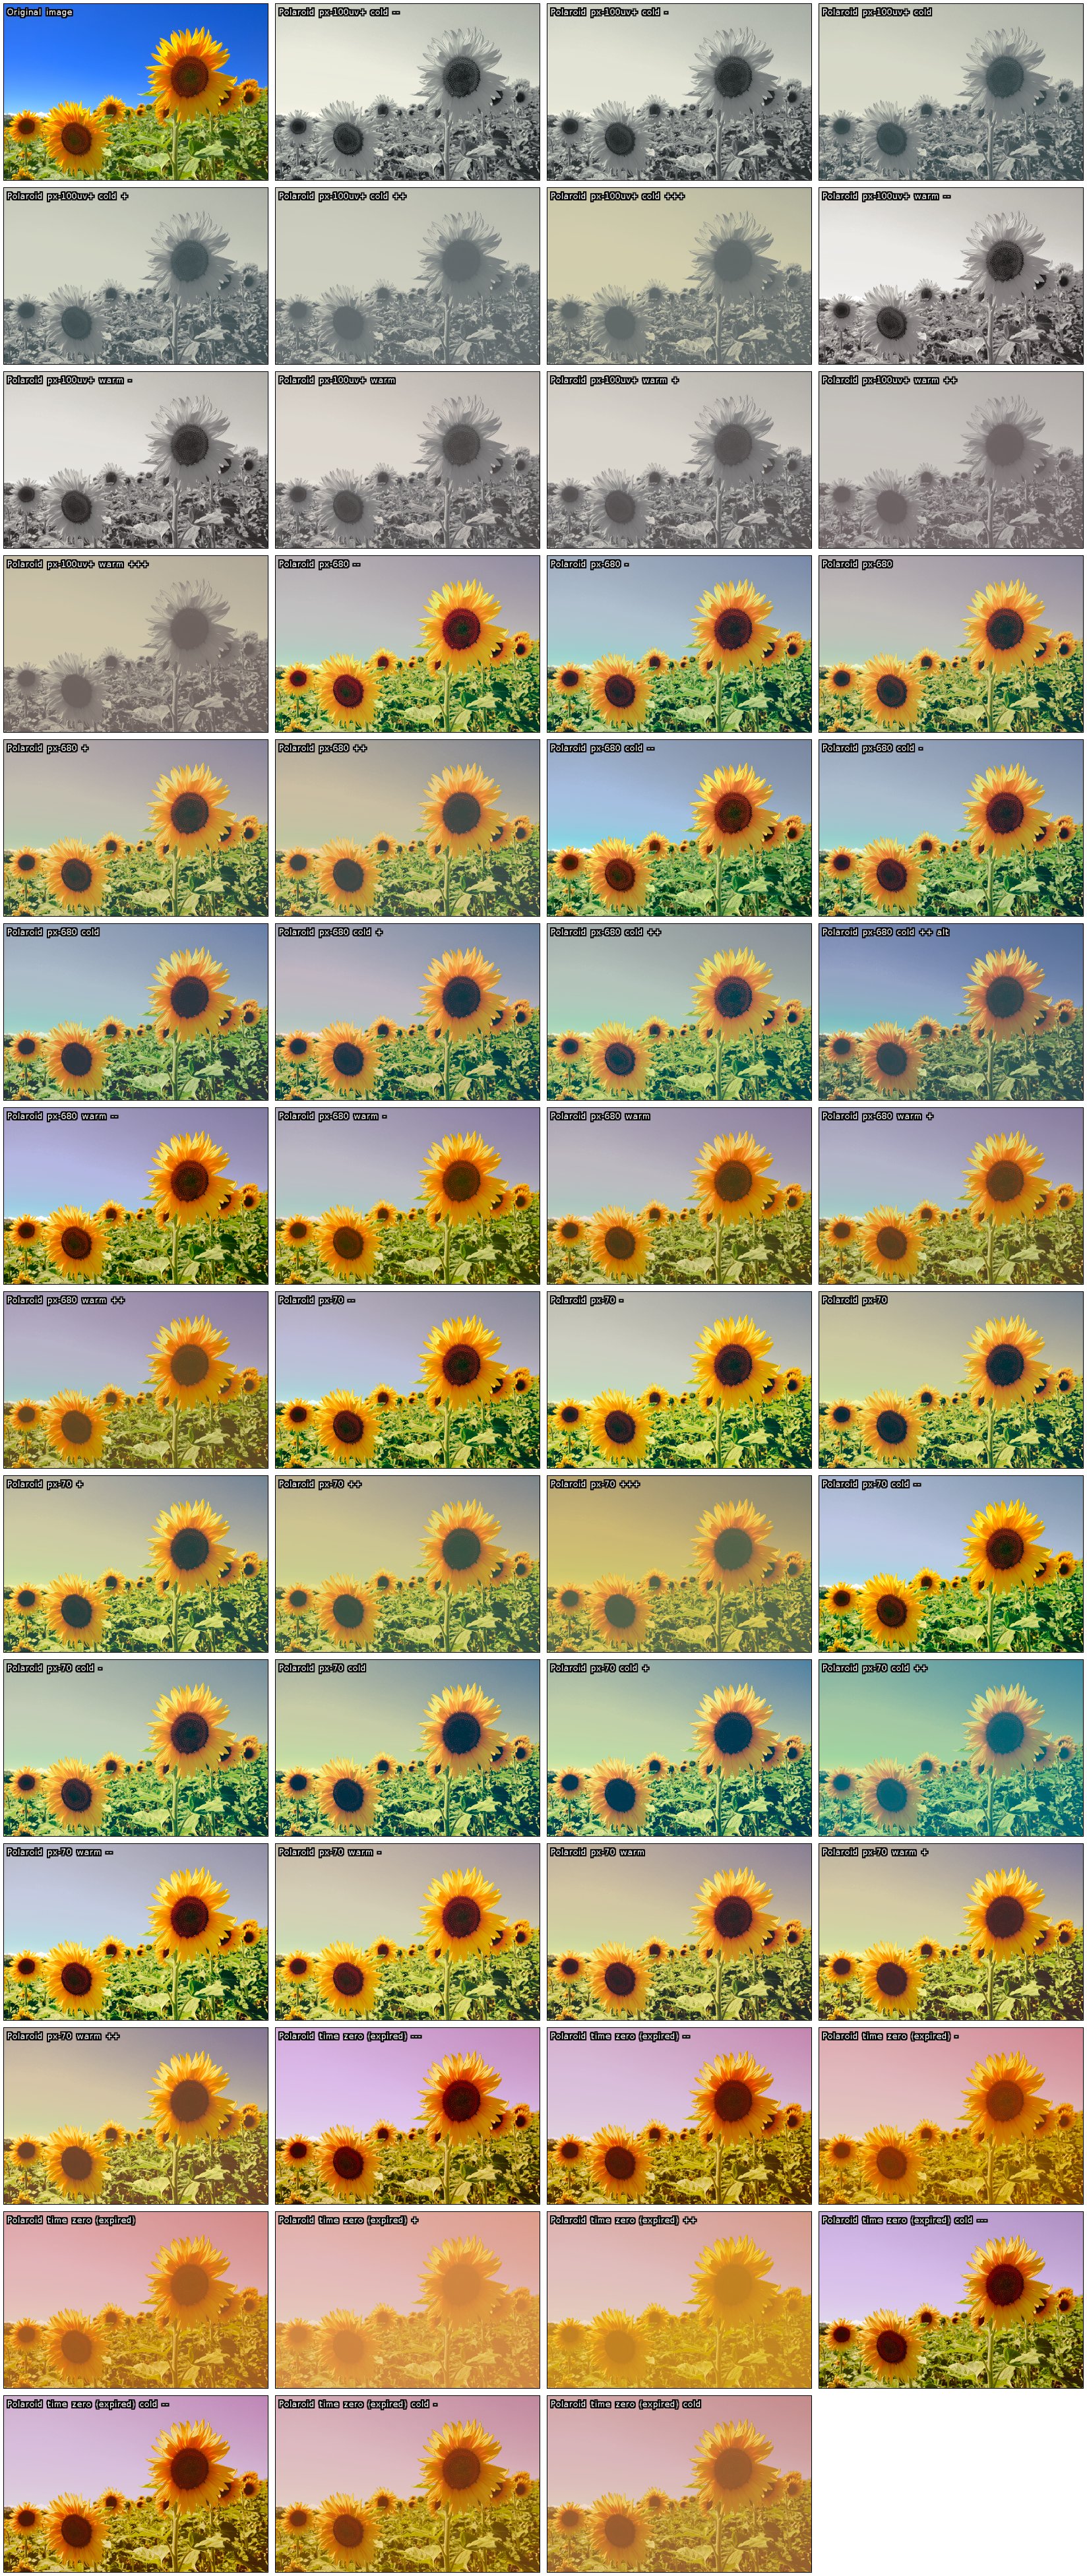 Original image
Polaroid px-100uv+ cold --
Polaroid px-100uv+ cold -
Polaroid px-100uv+ cold
Polaroid px-100uv+ cold +
Polaroid px-100uv+ cold ++
Polaroid px-100uv+ cold +++
Polaroid px-100uv+ warm --
Polaroid px-100uv+ warm -
Polaroid px-100uv+ warm
Polaroid px-100uv+ warm +
Polaroid px-100uv+ warm ++
Polaroid px-100uv+ warm +++
Polaroid px-680 --
Polaroid px-680 -
Polaroid px-680
Polaroid px-680 +
Polaroid px-680 ++
Polaroid px-680 cold --
Polaroid px-680 cold -
Polaroid px-680 cold
Polaroid px-680 cold +
Polaroid px-680 cold ++
Polaroid px-680 cold ++ alt
Polaroid px-680 warm --
Polaroid px-680 warm -
Polaroid px-680 warm
Polaroid px-680 warm +
Polaroid px-680 warm ++
Polaroid px-70 --
Polaroid px-70 -
Polaroid px-70
Polaroid px-70 +
Polaroid px-70 ++
Polaroid px-70 +++
Polaroid px-70 cold --
Polaroid px-70 cold -
Polaroid px-70 cold
Polaroid px-70 cold +
Polaroid px-70 cold ++
Polaroid px-70 warm --
Polaroid px-70 warm -
Polaroid px-70 warm
Polaroid px-70 warm +
Polaroid px-70 warm ++
Polaroid time zero (expired) ---
Polaroid time zero (expired) --
Polaroid time zero (expired) -
Polaroid time zero (expired)
Polaroid time zero (expired) +
Polaroid time zero (expired) ++
Polaroid time zero (expired) cold ---
Polaroid time zero (expired) cold --
Polaroid time zero (expired) cold -
Polaroid time zero (expired) cold